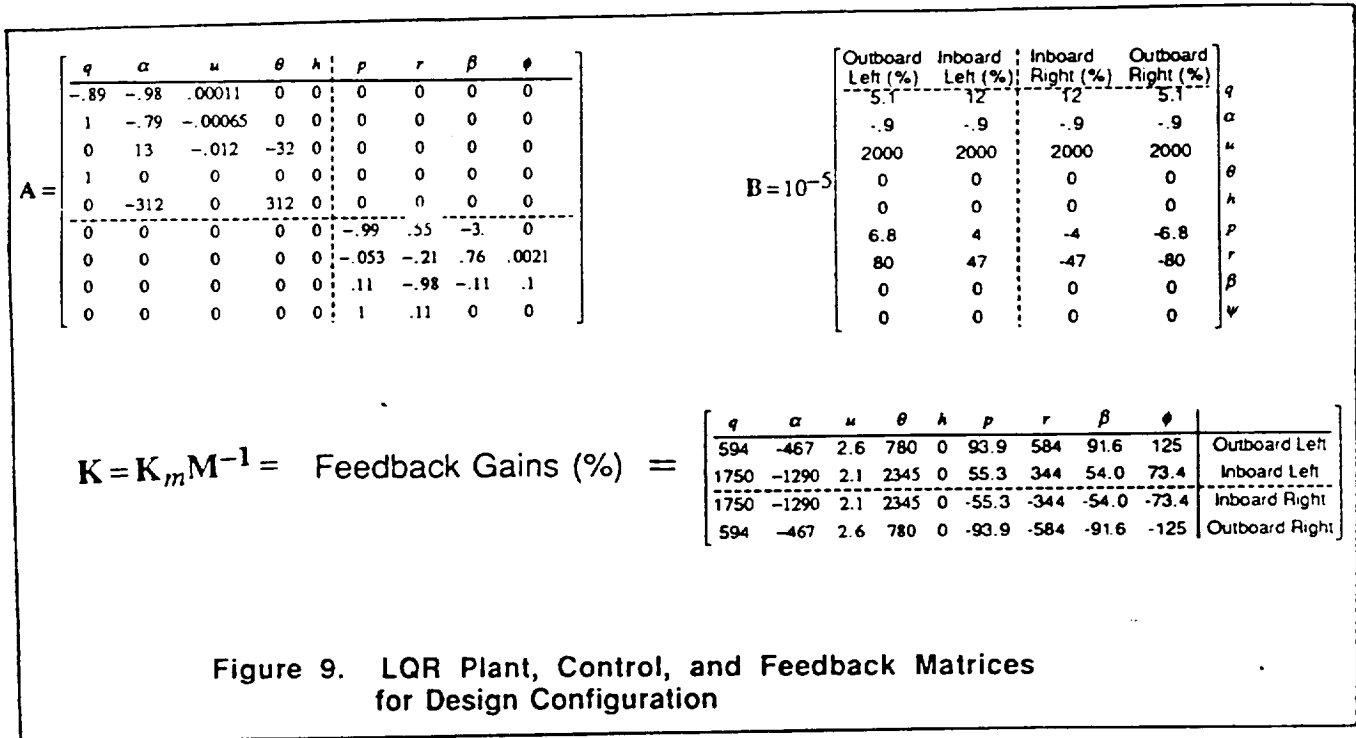 q α u θ h p r β ϕ
-.89 -.98 .00011 0 0 0 0 0 0
1 -.79 -.00065 0 0 0 0 0 0
0 13 -.012 -32 0 0 0 0 0
A = 1 0 0 0 0 0 0 0 0
0 -312 0 312 0 0 0 0 0
0 0 0 0 0 -.99 .55 -3. 0
0 0 0 0 0 -.053 -.21 .76 .0021
0 0 0 0 0 .11 -.98 -.11 .1
0 0 0 0 0 1 .11 0 0
Outboard Inboard Inboard Outboard
Left (%) Left (%) Right (%) Right (%)
5.1 12 12 5.1 q
-.9 -.9 -.9 -.9 α
2000 2000 2000 2000 u
B = 10⁻⁵ 0 0 0 0 θ
0 0 0 0 h
6.8 4 -4 -6.8 p
80 47 -47 -80 r
0 0 0 0 β
0 0 0 0 ψ
K = KₘM⁻¹ = Feedback Gains (%) =
q α u θ h p r β ϕ
594 -467 2.6 780 0 93.9 584 91.6 125 Outboard Left
1750 -1290 2.1 2345 0 55.3 344 54.0 73.4 Inboard Left
1750 -1290 2.1 2345 0 -55.3 -344 -54.0 -73.4 Inboard Right
594 -467 2.6 780 0 -93.9 -584 -91.6 -125 Outboard Right
Figure 9. LQR Plant, Control, and Feedback Matrices
for Design Configuration